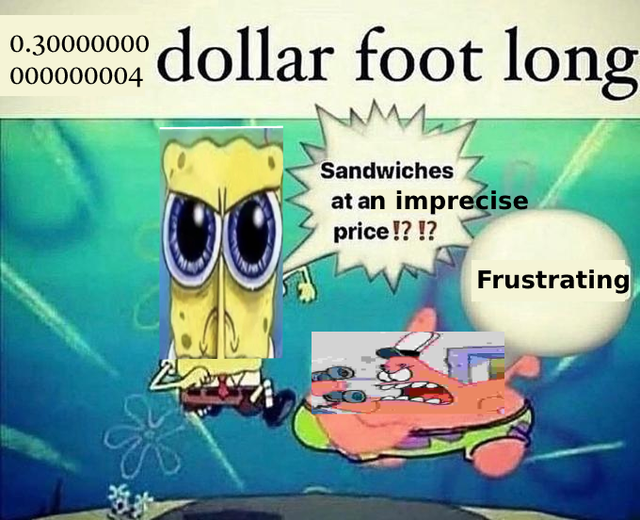 0.30000000
000000004 dollar foot long
Sandwiches
at an imprecise
price⁉️⁉️
Frustrating